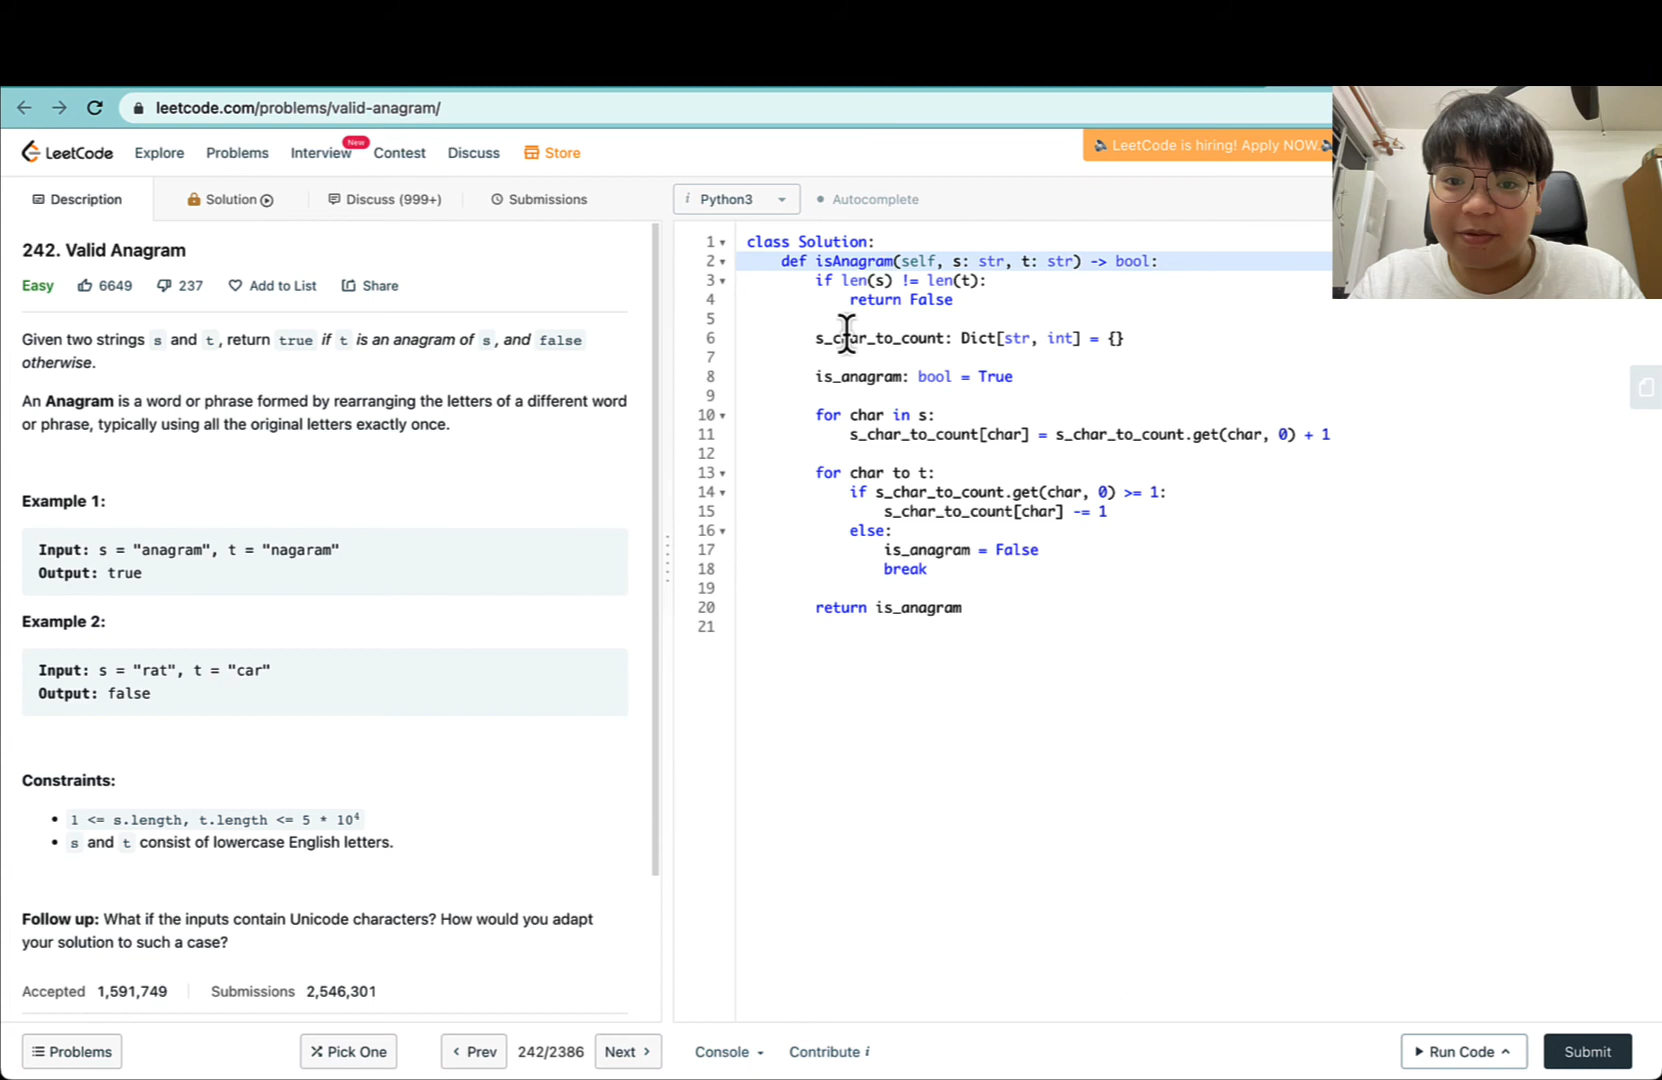 leetcode.com/problems/valid-anagram/
LeetCode Explore Problems Interview New Contest Discuss Store
LeetCode is hiring! Apply NOW.
Description Solution Discuss (999+) Submissions
i Python3 Autocomplete
242. Valid Anagram
Easy 6649 237 Add to List Share
Given two strings s and t, return true if t is an anagram of s, and false
otherwise.
An Anagram is a word or phrase formed by rearranging the letters of a different word
or phrase, typically using all the original letters exactly once.
Example 1:
Input: s = "anagram", t = "nagaram"
Output: true
Example 2:
Input: s = "rat", t = "car"
Output: false
Constraints:
• 1 <= s.length, t.length <= 5 * 10⁴
• s and t consist of lowercase English letters.
Follow up: What if the inputs contain Unicode characters? How would you adapt
your solution to such a case?
Accepted 1,591,749 Submissions 2,546,301
1 class Solution:
2 def isAnagram(self, s: str, t: str) -> bool:
3 if len(s) != len(t):
4 return False
5
6 s_char_to_count: Dict[str, int] = {}
7
8 is_anagram: bool = True
9
10 for char in s:
11 s_char_to_count[char] = s_char_to_count.get(char, 0) + 1
12
13 for char to t:
14 if s_char_to_count.get(char, 0) >= 1:
15 s_char_to_count[char] -= 1
16 else:
17 is_anagram = False
18 break
19
20 return is_anagram
21
Problems Pick One Prev 242/2386 Next Console Contribute i Run Code Submit